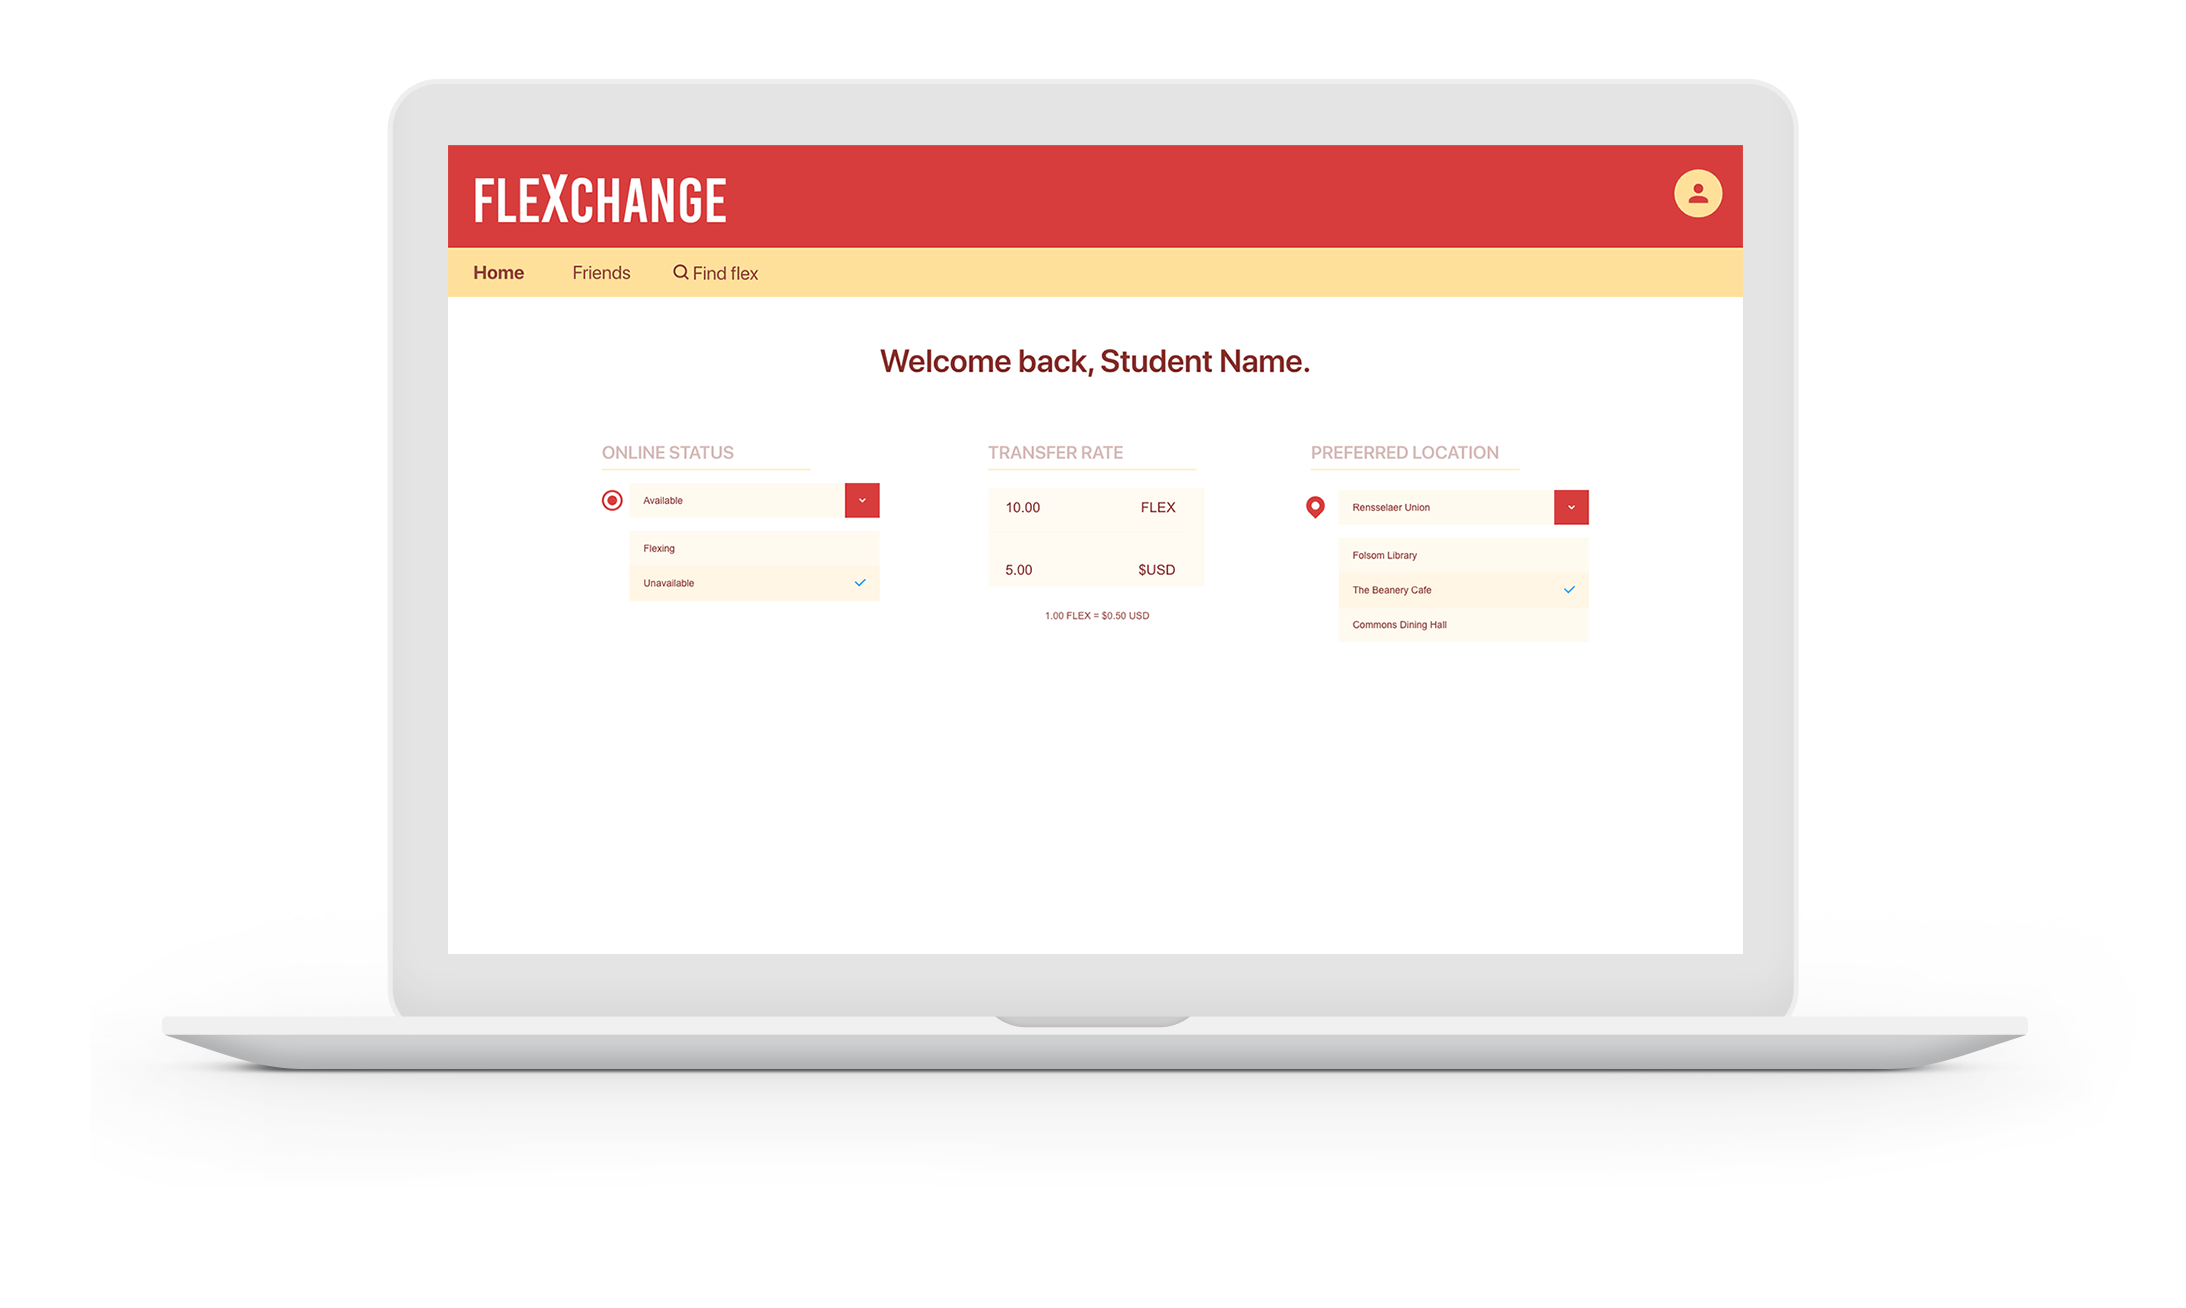 FLEXCHANGE
Home Friends Find flex
Welcome back, Student Name.
ONLINE STATUS
Available
Flexing
Unavailable
TRANSFER RATE
10.00 FLEX
5.00 $USD
1.00 FLEX = $0.50 USD
PREFERRED LOCATION
Rensselaer Union
Folsom Library
The Beanery Cafe
Commons Dining Hall